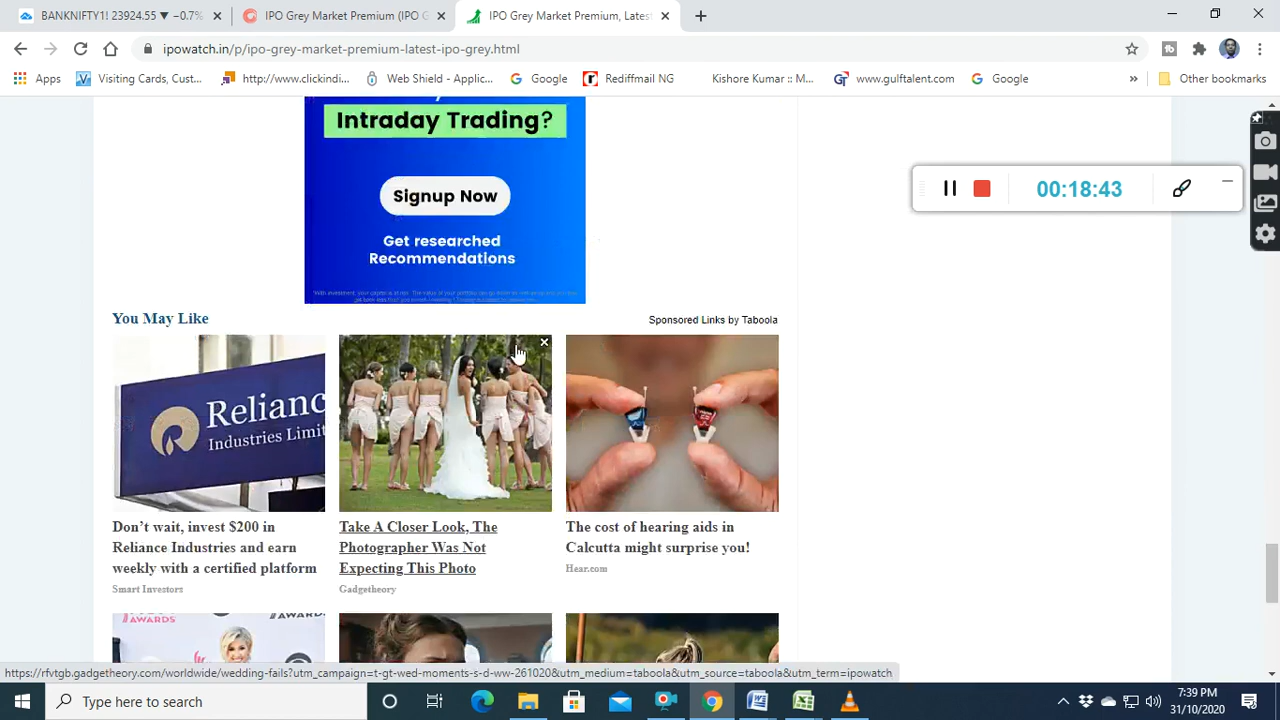 BANKNIFTY1! 23924.55 ▼ −0.7%
IPO Grey Market Premium (IPO G
IPO Grey Market Premium, Latest
ipowatch.in/p/ipo-grey-market-premium-latest-ipo-grey.html
Apps
Visiting Cards, Cust...
http://www.clickindi...
Web Shield - Applic...
Google
Rediffmail NG
Kishore Kumar :: M...
www.gulftalent.com
Google
Other bookmarks
Intraday Trading?
Signup Now
Get researched
Recommendations
00:18:43
You May Like
Sponsored Links by Taboola
Relianc
Industries Limit
Don't wait, invest $200 in
Reliance Industries and earn
weekly with a certified platform
Smart Investors
Take A Closer Look, The
Photographer Was Not
Expecting This Photo
Gadgetheory
The cost of hearing aids in
Calcutta might surprise you!
Hear.com
AWARDS
AWARDS
https://rfvtgb.gadgetheory.com/worldwide/wedding-fails?utm_campaign=t-gt-wed-moments-s-d-ww-261020&utm_medium=taboola&utm_source=taboola&utm_term=ipowatch
Type here to search
7:39 PM
31/10/2020